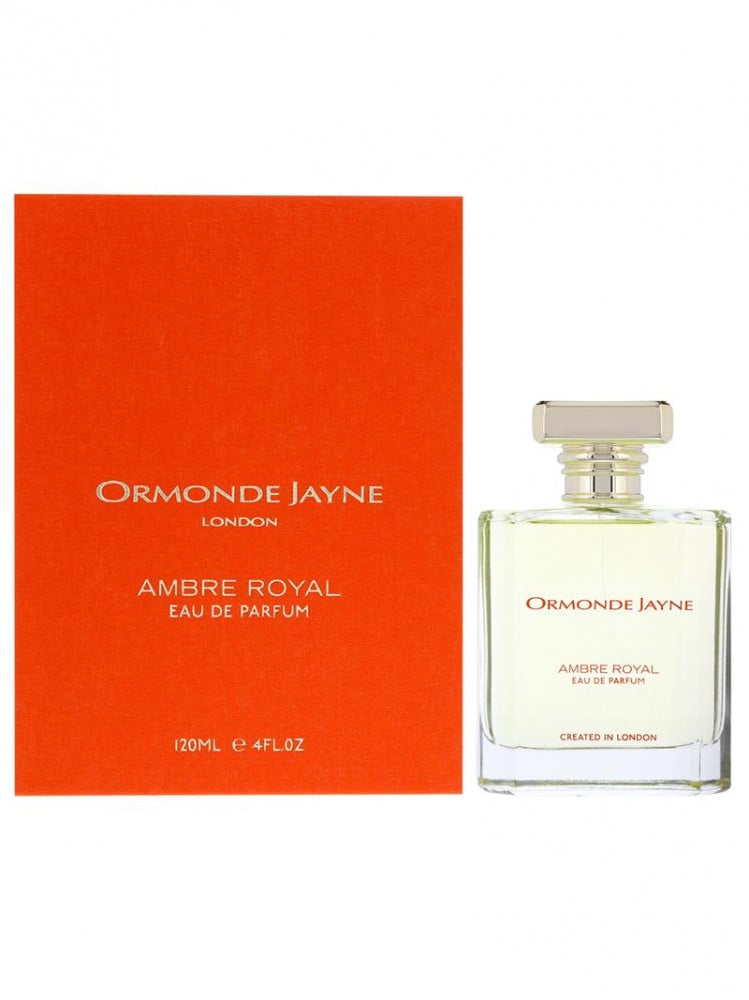 ORMONDE JAYNE
LONDON
AMBRE ROYAL
EAU DE PARFUM
120ML ℮ 4FL.OZ
ORMONDE JAYNE
AMBRE ROYAL
EAU DE PARFUM
CREATED IN LONDON